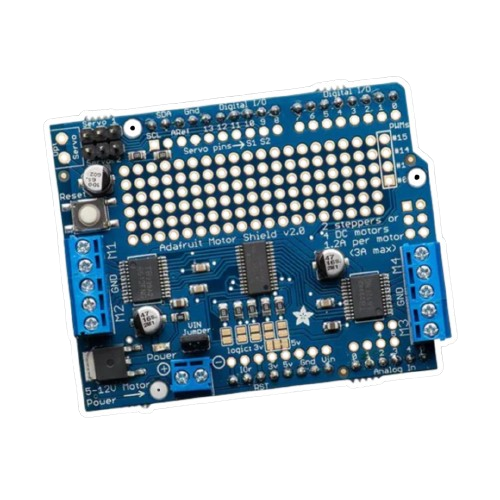 Servo 1
SDA
Gnd
Digital I/O
Digital I/O
SCL
ARef
13 12 11 10 9 8
7 6 5 4 3 2 1 0
Servo
Servo pins→S1 S2
PWMs
#15
Reset
Adafruit Motor Shield v2.0
2 steppers or
4 DC motors
1.2A per motor
(3A max)
M1
GND
M2
M4
GND
M3
VIN
Jumper
logic:
3v
5v
Power
5-12V Motor
Power →
IOr
RST
3v
5v
Gnd
Vin
Analog In